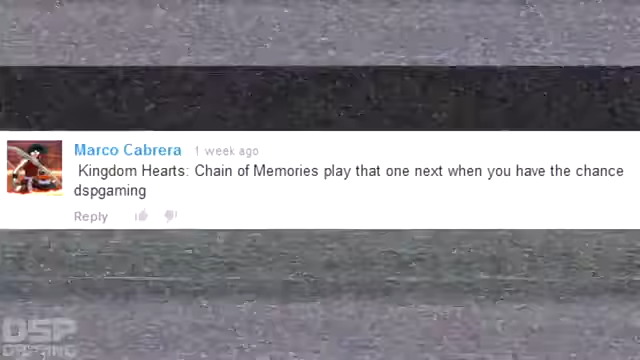 Marco Cabrera 1 week ago
Kingdom Hearts: Chain of Memories play that one next when you have the chance
dspgaming
Reply
DSP
GAMING